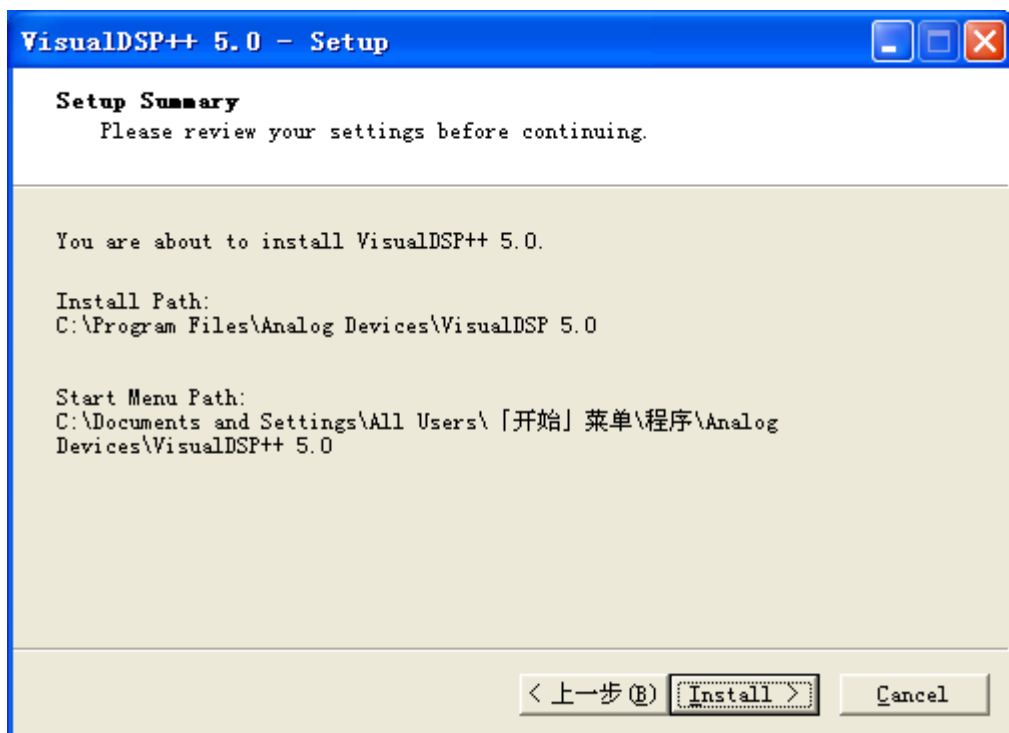 VisualDSP++ 5.0 - Setup
Setup Summary
Please review your settings before continuing.
You are about to install VisualDSP++ 5.0.
Install Path:
C:\Program Files\Analog Devices\VisualDSP 5.0
Start Menu Path:
C:\Documents and Settings\All Users\「开始」菜单\程序\Analog
Devices\VisualDSP++ 5.0
< 上一步(B) Install > Cancel